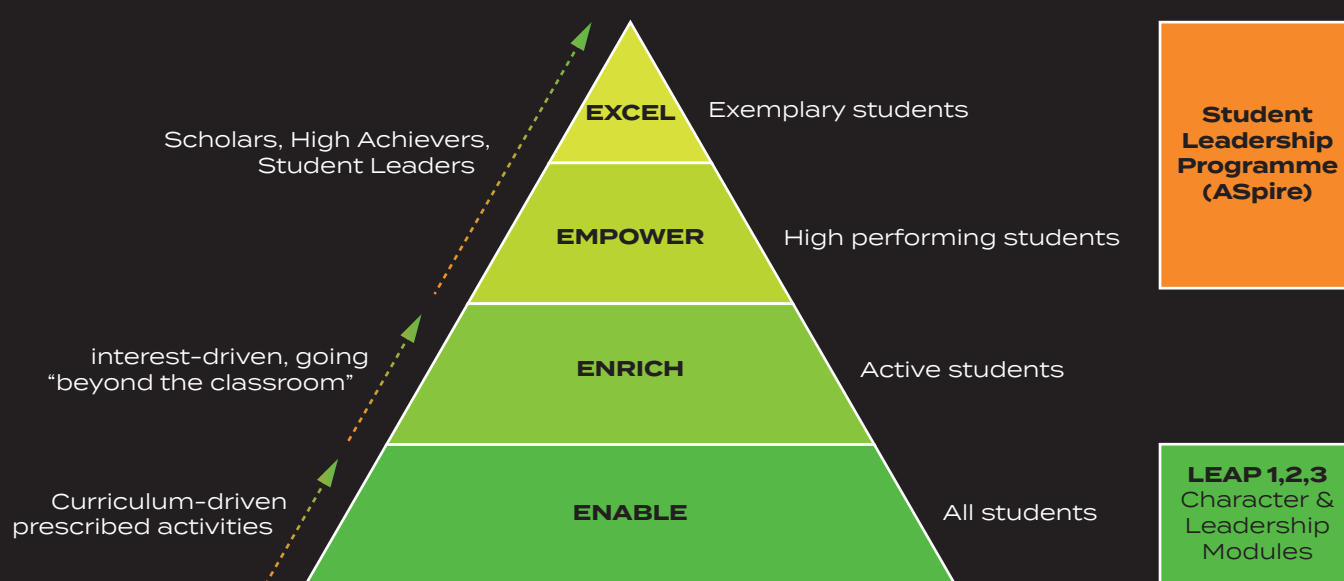 EXCEL
Exemplary students
Scholars, High Achievers,
Student Leaders
Student
Leadership
Programme
(ASpire)
EMPOWER
High performing students
interest-driven, going
“beyond the classroom”
ENRICH
Active students
Curriculum-driven
prescribed activities
ENABLE
All students
LEAP 1,2,3
Character &
Leadership
Modules